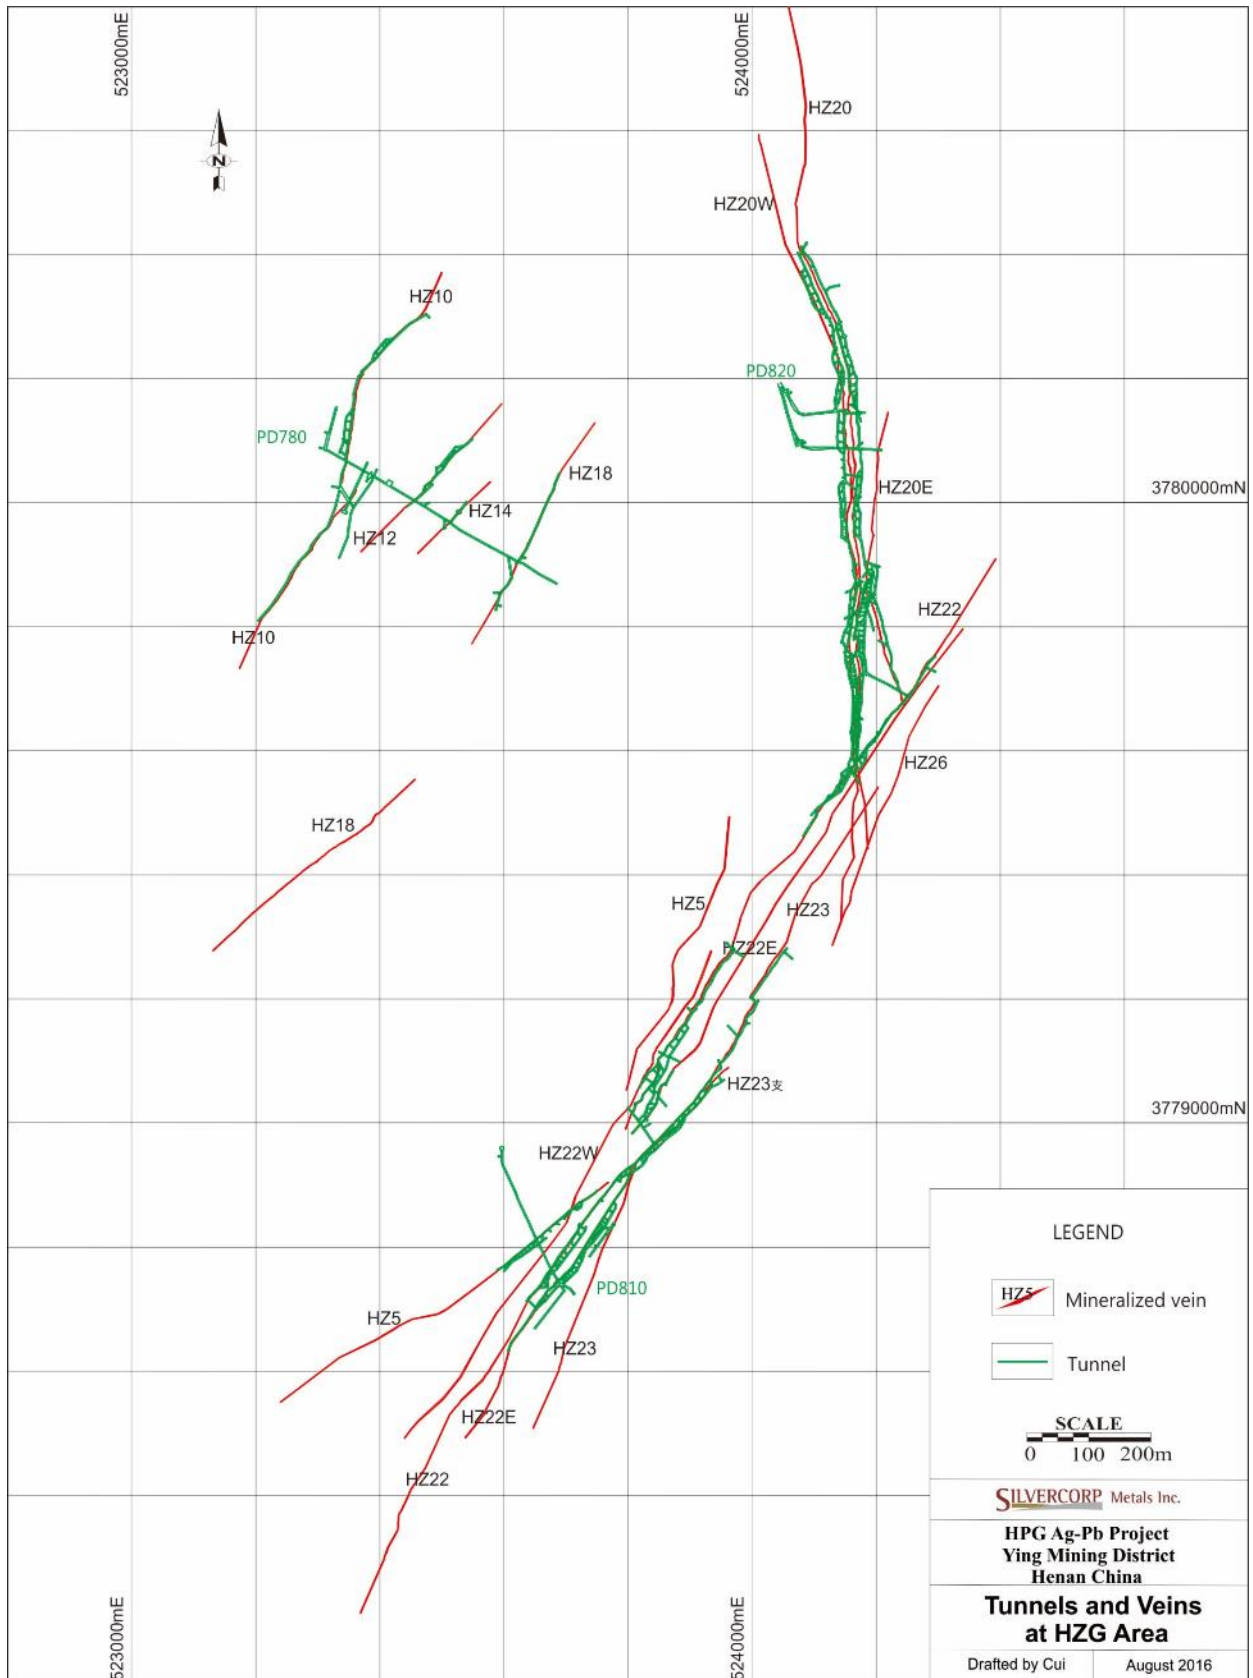 523000mE
524000mE
HZ20
HZ20W
HZ10
N
PD820
PD780
HZ18
HZ20E
3780000mN
HZ14
HZ12
HZ22
HZ10
HZ26
HZ18
HZ5
HZ23
HZ22E
HZ23支
3779000mN
HZ22W
PD810
HZ5
HZ23
HZ22E
HZ22
523000mE
524000mE
LEGEND
HZ5 Mineralized vein
Tunnel
SCALE
0 100 200m
SILVERCORP Metals Inc.
HPG Ag-Pb Project
Ying Mining District
Henan China
Tunnels and Veins
at HZG Area
Drafted by Cui August 2016